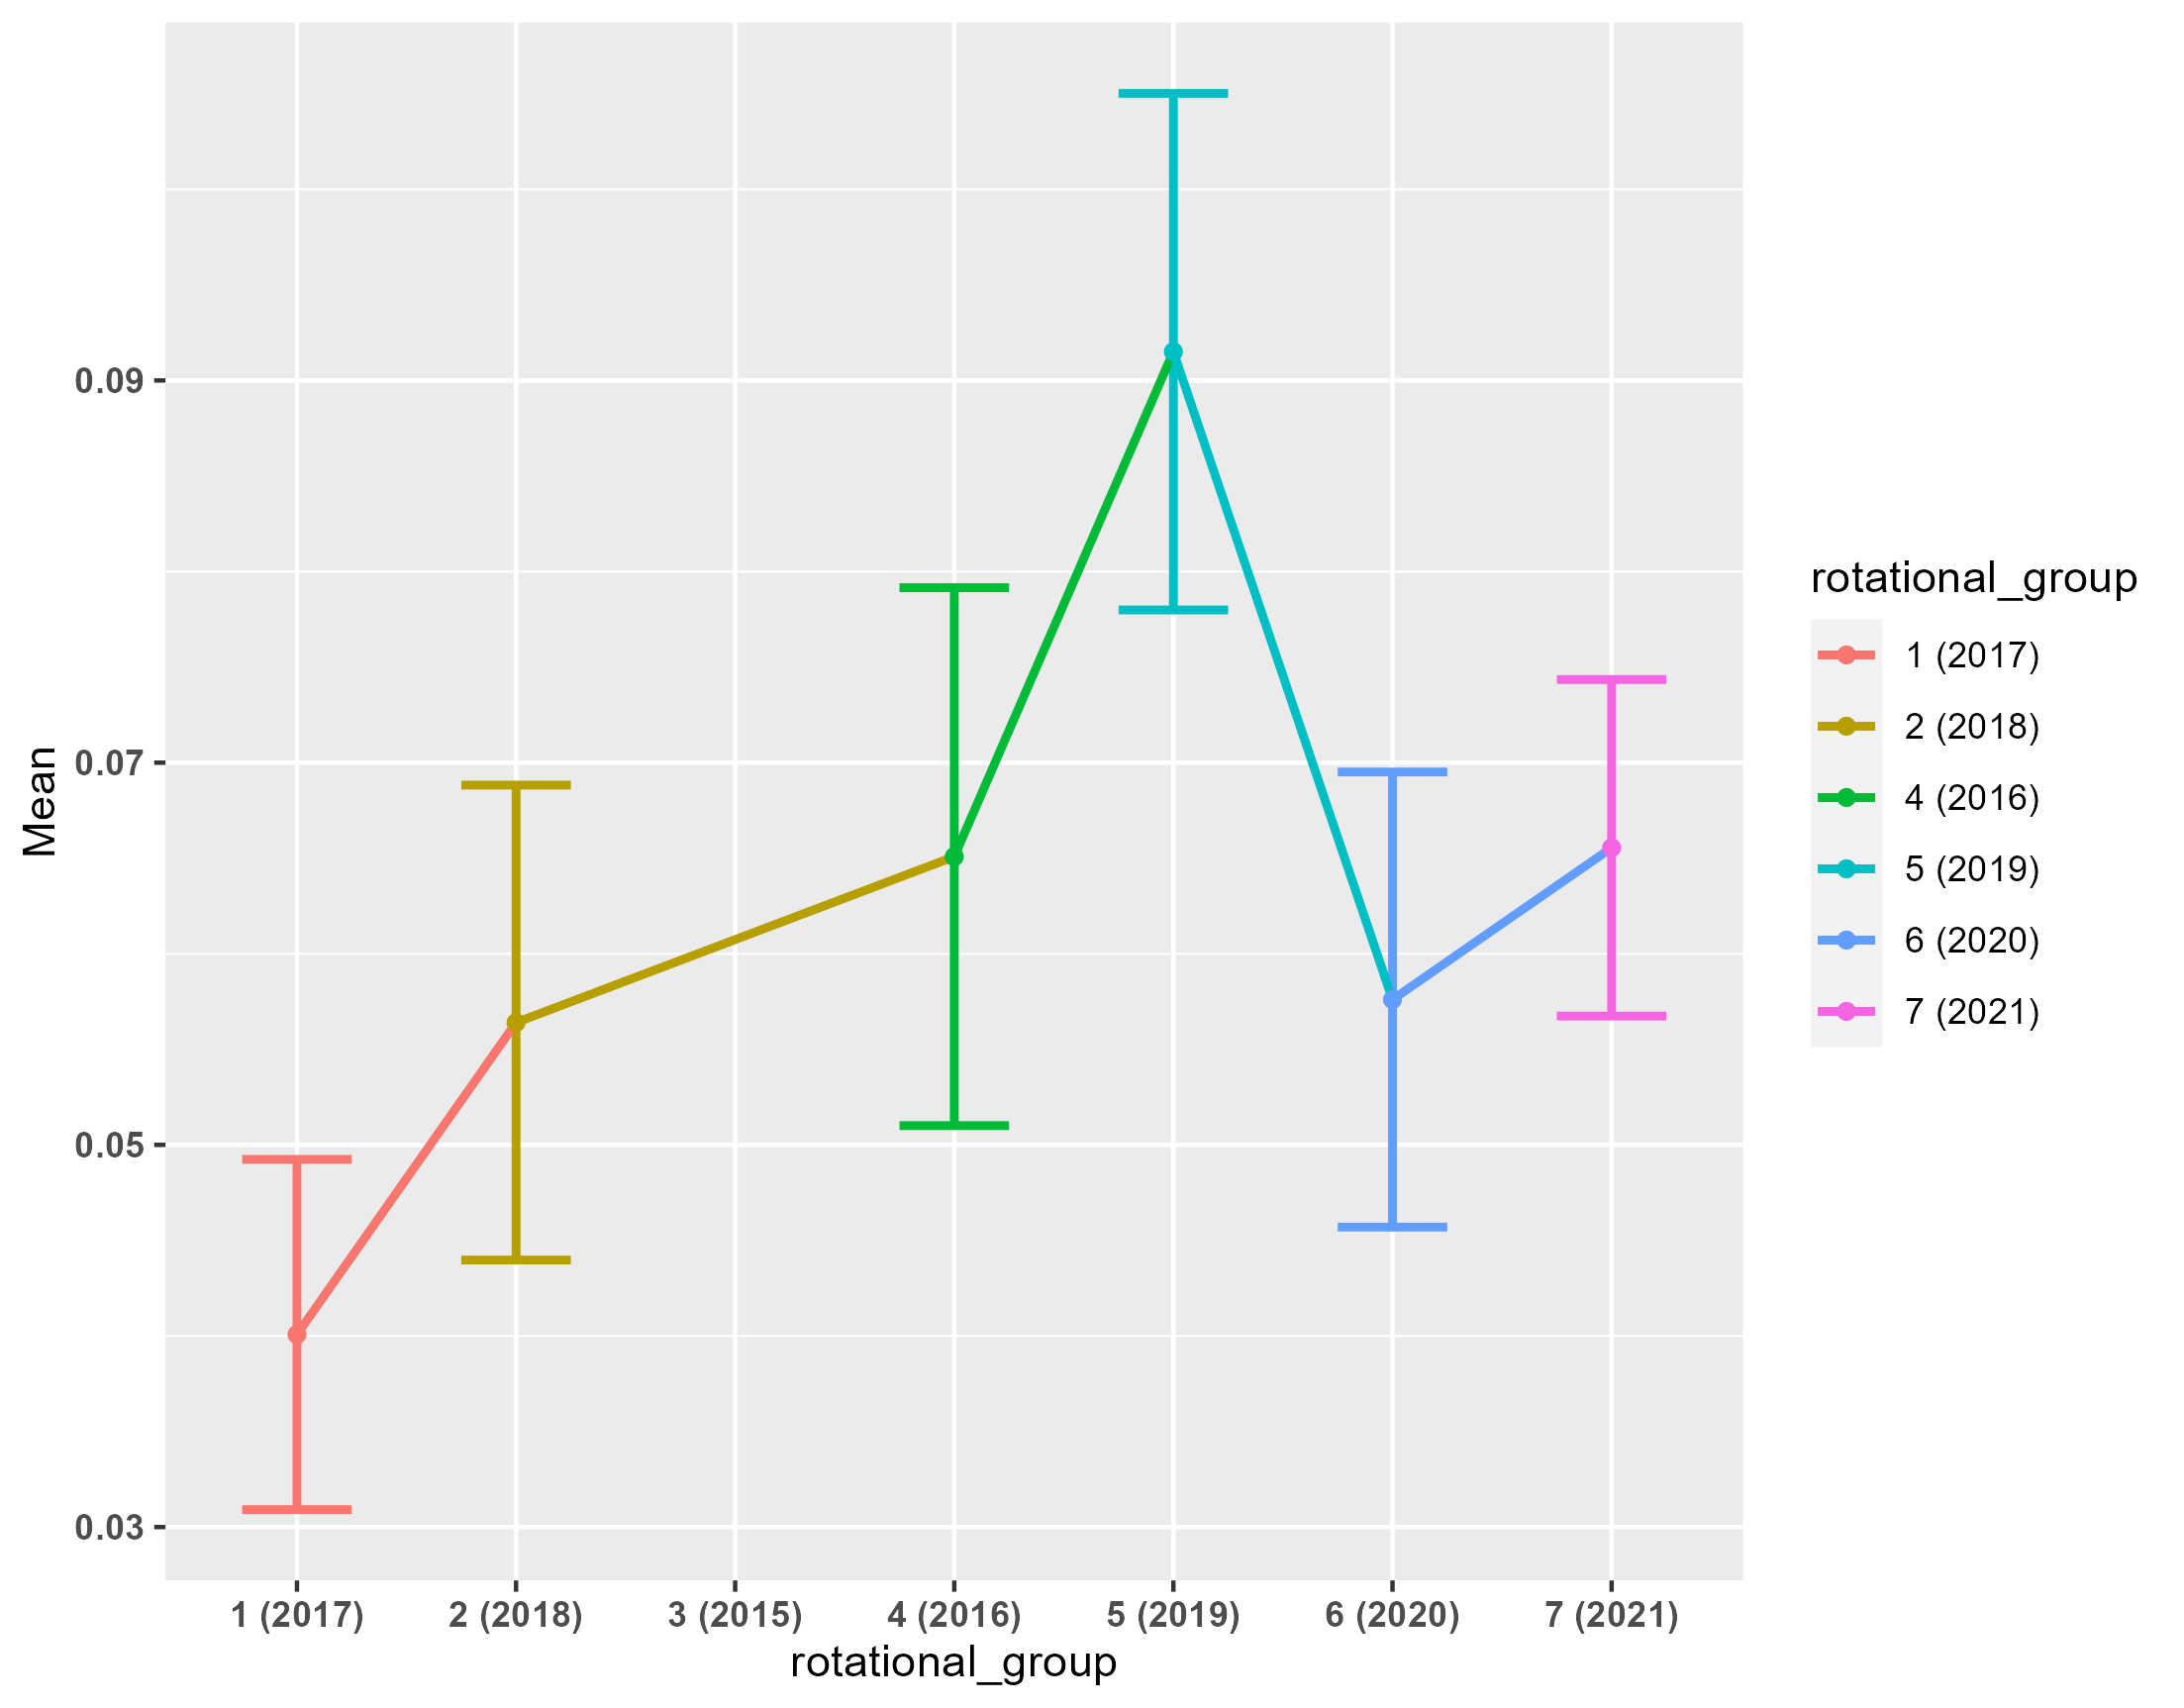 Mean
0.09
0.07
0.05
0.03
1 (2017) 2 (2018) 3 (2015) 4 (2016) 5 (2019) 6 (2020) 7 (2021)
rotational_group
rotational_group
1 (2017)
2 (2018)
4 (2016)
5 (2019)
6 (2020)
7 (2021)